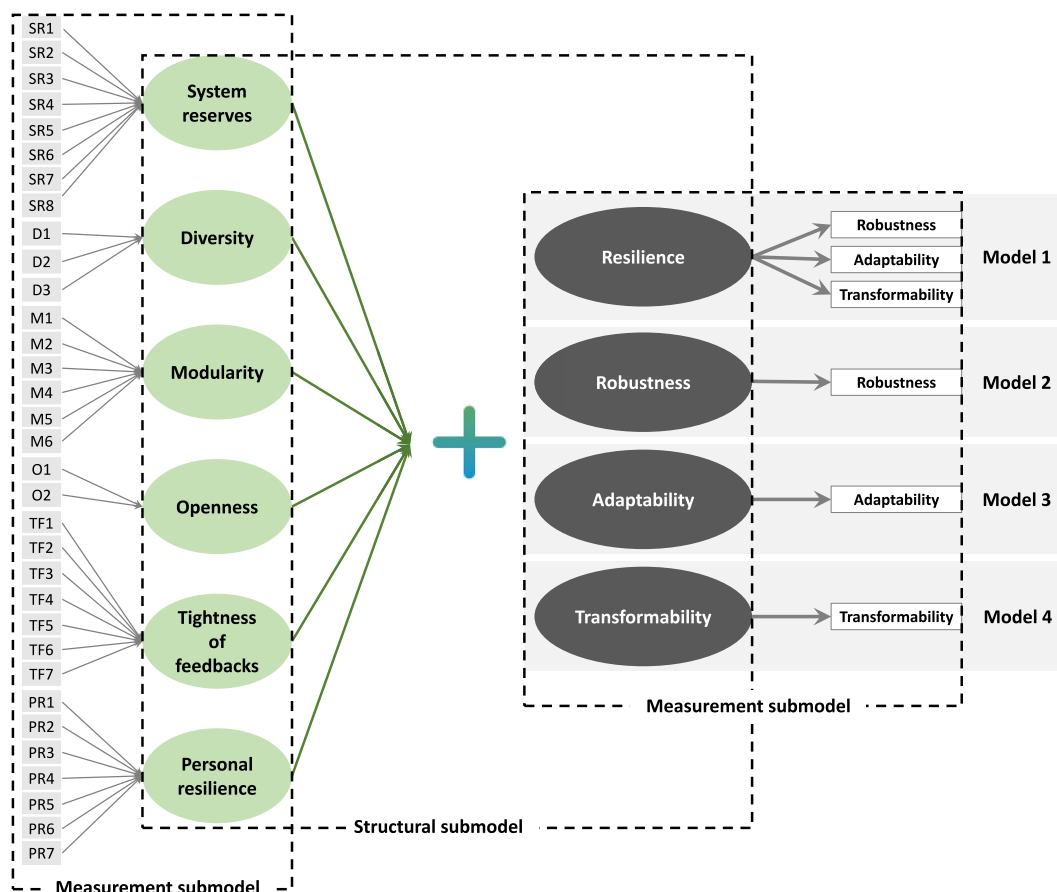 SR1
SR2
SR3
SR4
SR5
SR6
SR7
SR8
D1
D2
D3
M1
M2
M3
M4
M5
M6
O1
O2
TF1
TF2
TF3
TF4
TF5
TF6
TF7
PR1
PR2
PR3
PR4
PR5
PR6
PR7
Measurement submodel
System
reserves
Diversity
Modularity
Openness
Tightness
of
feedbacks
Personal
resilience
Structural submodel
Resilience
Robustness
Adaptability
Transformability
Model 1
Robustness
Robustness
Model 2
Adaptability
Adaptability
Model 3
Transformability
Transformability
Model 4
Measurement submodel